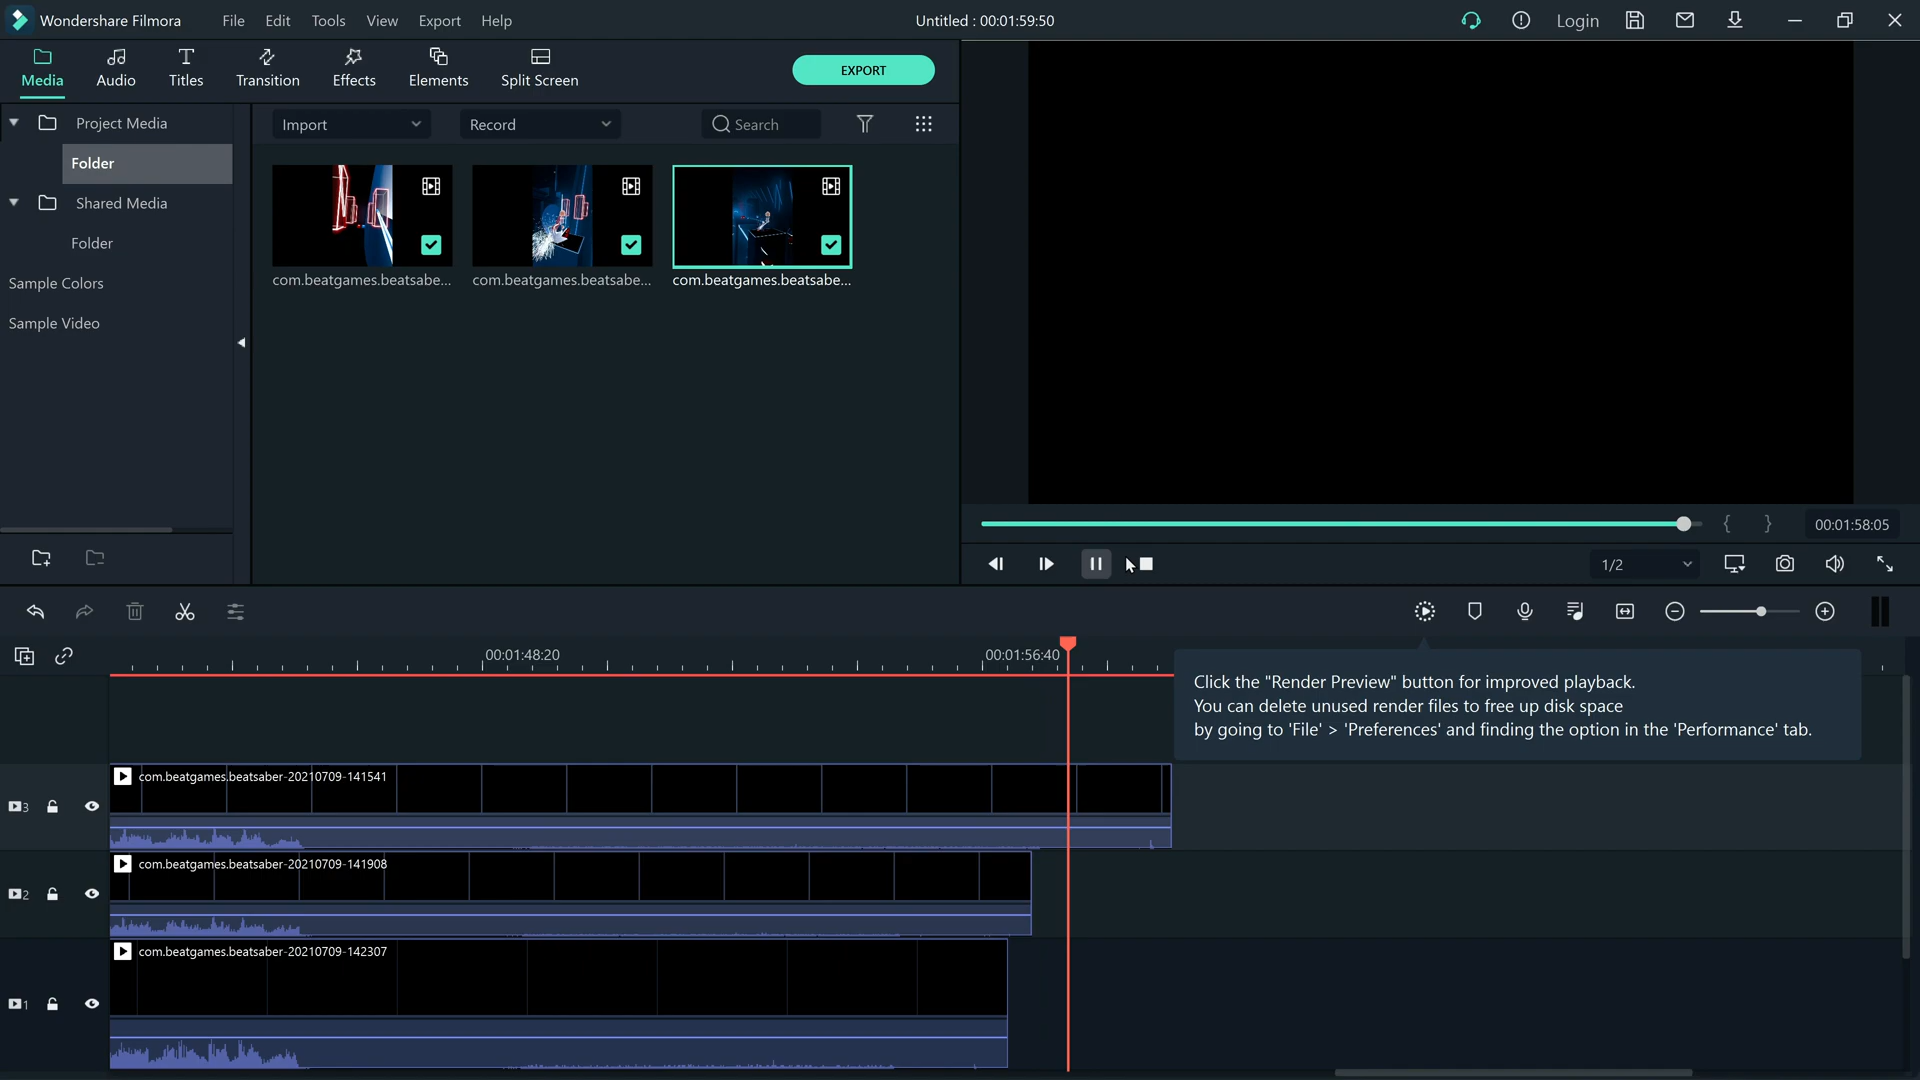 Wondershare Filmora
File Edit Tools View Export Help
Untitled : 00:01:59:50
Login
Media Audio Titles Transition Effects Elements Split Screen
EXPORT
Project Media
Folder
Shared Media
Folder
Sample Colors
Sample Video
Import Record Search
com.beatgames.beatsabe... com.beatgames.beatsabe... com.beatgames.beatsabe...
{ } 00:01:58:05
1/2
00:01:48:20 00:01:56:40
Click the "Render Preview" button for improved playback.
You can delete unused render files to free up disk space
by going to 'File' > 'Preferences' and finding the option in the 'Performance' tab.
com.beatgames.beatsaber-20210709-141541
3
com.beatgames.beatsaber-20210709-141908
2
com.beatgames.beatsaber-20210709-142307
1